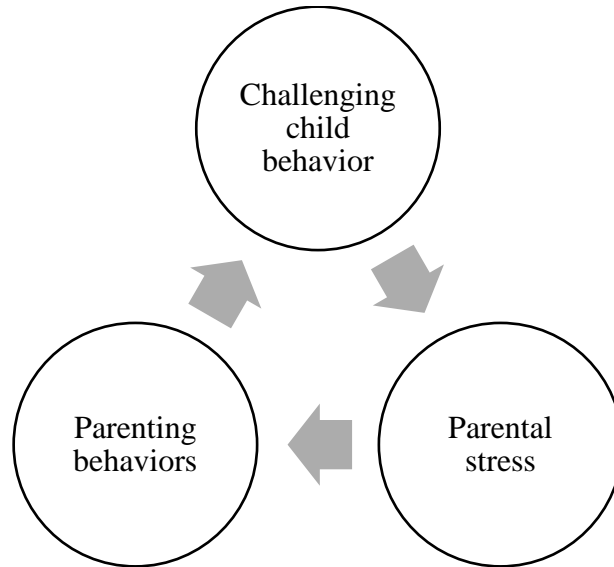 Challenging
child
behavior
Parenting
behaviors
Parental
stress